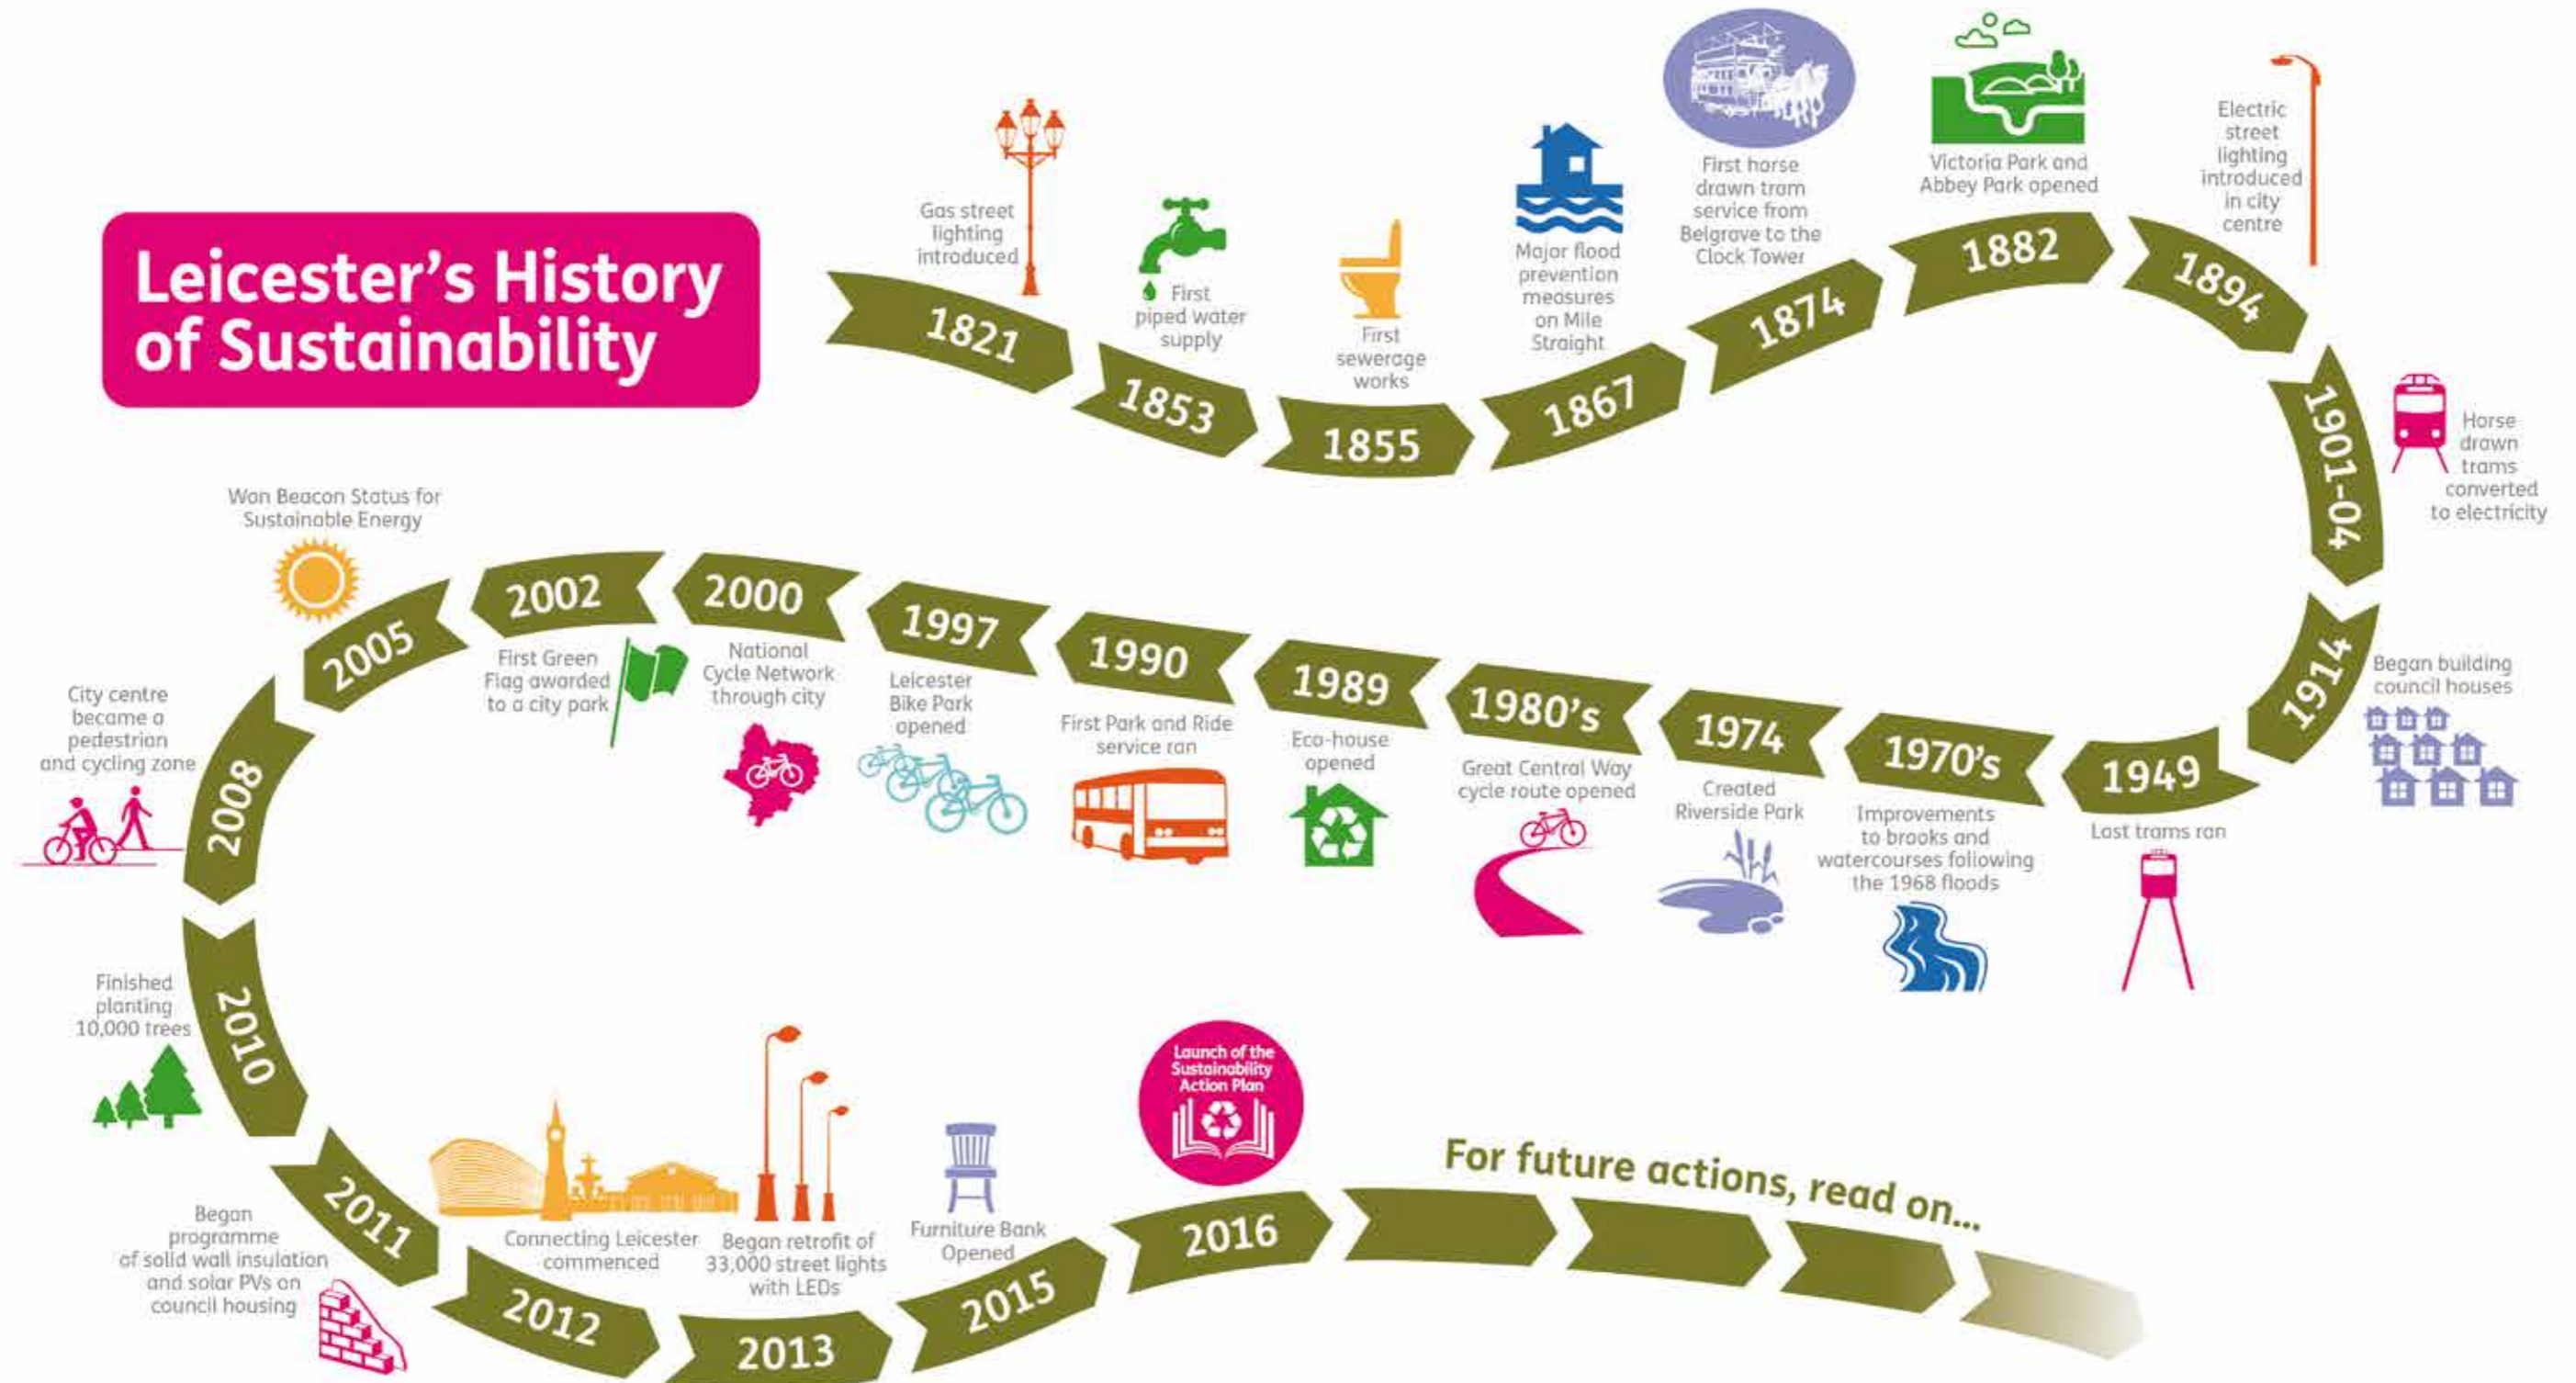 Leicester's History
of Sustainability
Gas street
lighting
introduced
1821
First
piped water
supply
1853
First
sewerage
works
1855
Major flood
prevention
measures
on Mile
Straight
1867
First horse
drawn tram
service from
Belgrave to the
Clock Tower
1874
Victoria Park and
Abbey Park opened
1882
Electric
street
lighting
introduced
in city
centre
1894
Horse
drawn
trams
converted
to electricity
1901-04
Began building
council houses
1914
1949
Last trams ran
1970's
Improvements
to brooks and
watercourses following
the 1968 floods
1974
Created
Riverside Park
1980's
Great Central Way
cycle route opened
1989
Eco-house
opened
1990
First Park and Ride
service ran
1997
Leicester
Bike Park
opened
2000
National
Cycle Network
through city
2002
First Green
Flag awarded
to a city park
Won Beacon Status for
Sustainable Energy
2005
City centre
became a
pedestrian
and cycling zone
2008
Finished
planting
10,000 trees
2010
Began
programme
of solid wall insulation
and solar PVs on
council housing
2011
Connecting Leicester
commenced
2012
Began retrofit of
33,000 street lights
with LEDs
2013
Furniture Bank
Opened
2015
Launch of the
Sustainability
Action Plan
2016
For future actions, read on...